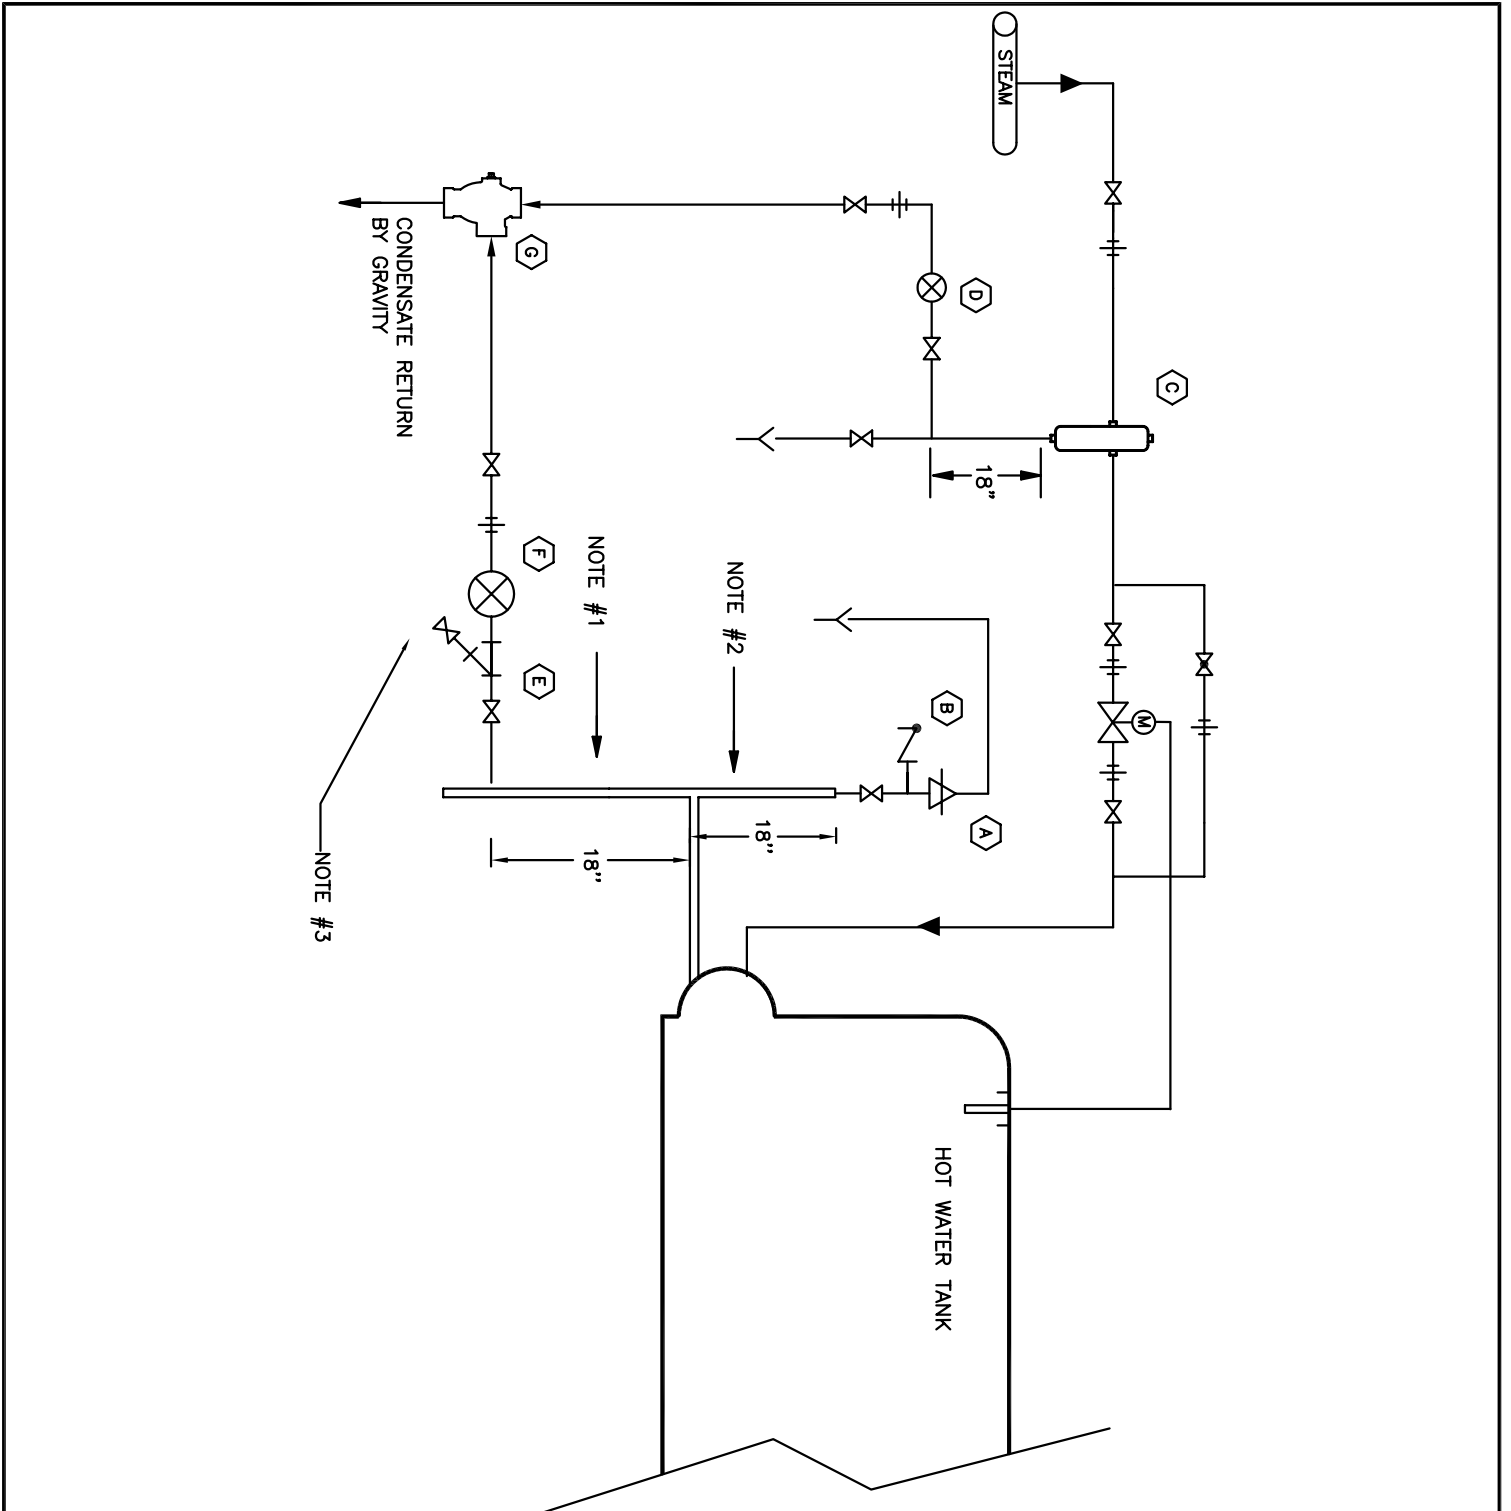 STEAM
C
M
D
18"
B
A
G
CONDENSATE RETURN
BY GRAVITY
F
E
NOTE #1
NOTE #2
18"
18"
NOTE #3
HOT WATER TANK